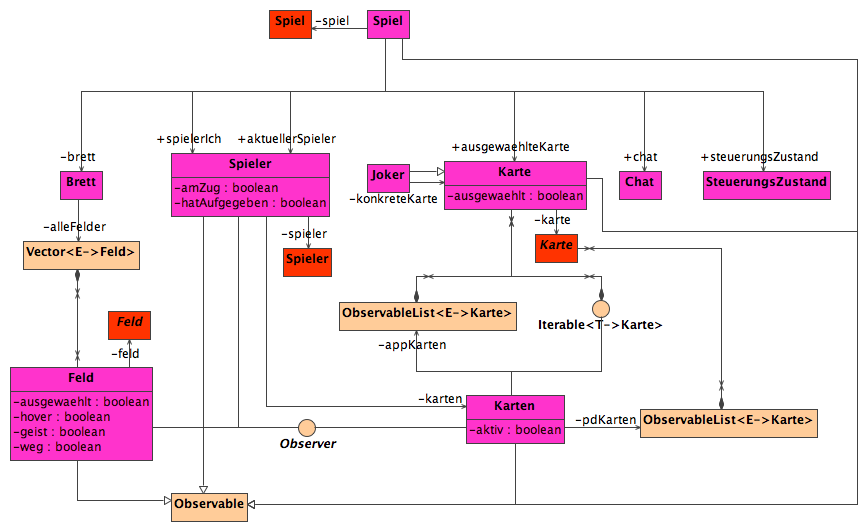 Spiel
-spiel
Spiel
+spielerIch
+aktuellerSpieler
+ausgewaehlteKarte
-brett
+chat
+steuerungsZustand
Brett
Spieler
-amZug : boolean
-hatAufgegeben : boolean
Joker
Karte
-ausgewaehlt : boolean
Chat
SteuerungsZustand
-konkreteKarte
-alleFelder
-spieler
-karte
Vector<E->Feld>
Spieler
Karte
ObservableList<E->Karte>
Iterable<T->Karte>
-appKarten
Feld
-feld
Feld
-ausgewaehlt : boolean
-hover : boolean
-geist : boolean
-weg : boolean
-karten
Karten
-aktiv : boolean
-pdKarten
ObservableList<E->Karte>
Observer
Observable